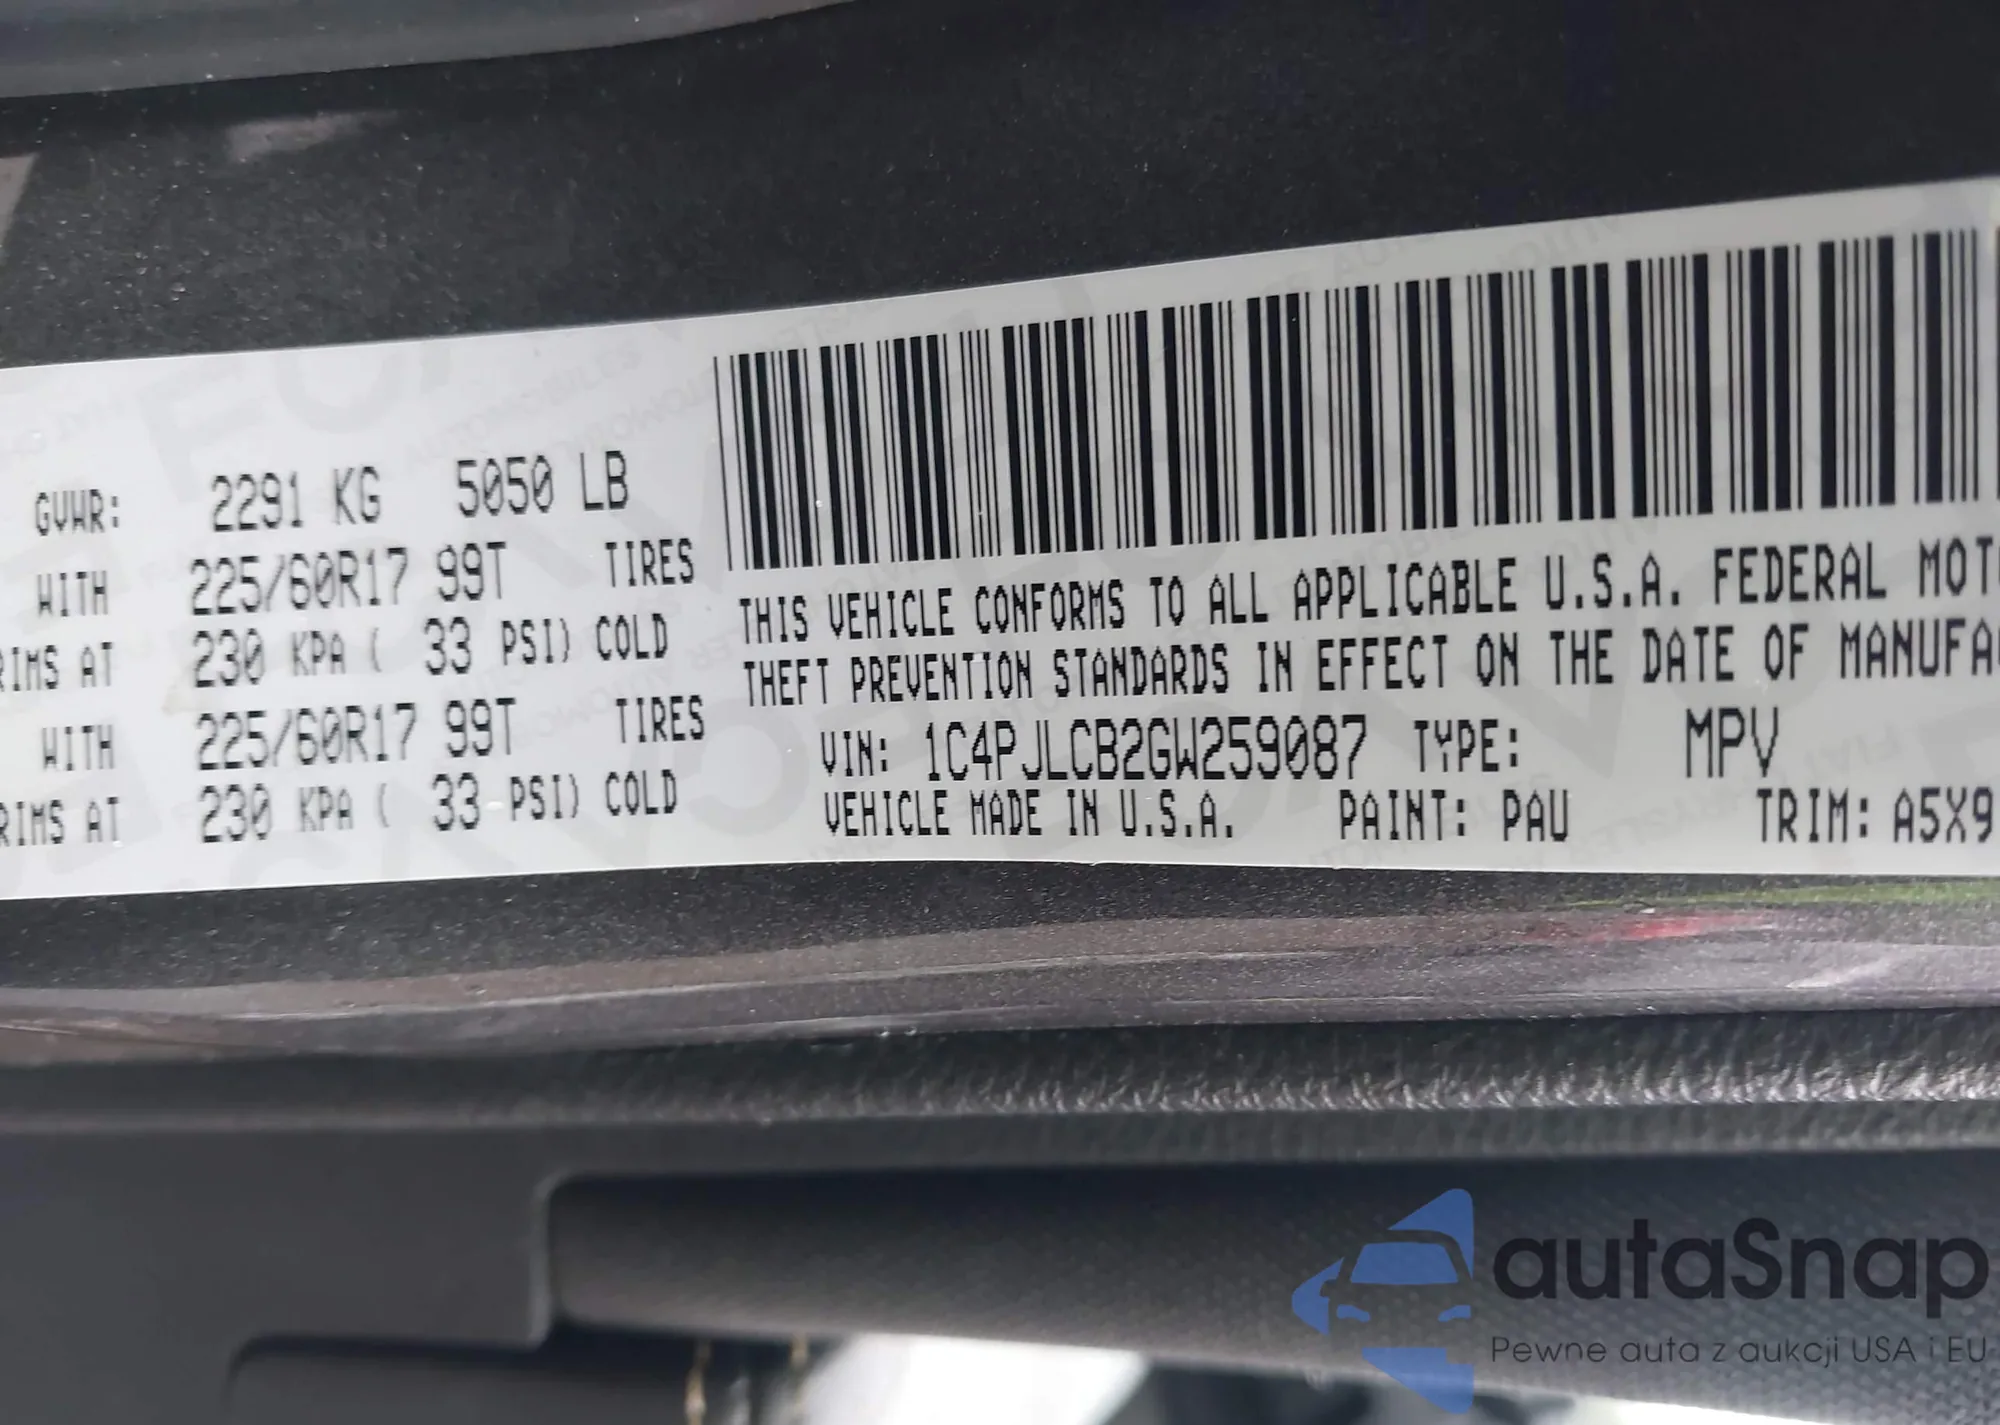 GVWR: 2291 KG 5050 LB
WITH 225/60R17 99T TIRES
RIMS AT 230 KPA ( 33 PSI) COLD
WITH 225/60R17 99T TIRES
RIMS AT 230 KPA ( 33 PSI) COLD
THIS VEHICLE CONFORMS TO ALL APPLICABLE U.S.A. FEDERAL MOTO
THEFT PREVENTION STANDARDS IN EFFECT ON THE DATE OF MANUFA
VIN: 1C4PJLCB2GW259087 TYPE: MPV
VEHICLE MADE IN U.S.A. PAINT: PAU TRIM: A5X9
autaSnap
Pewne auta z aukcji USA i EU